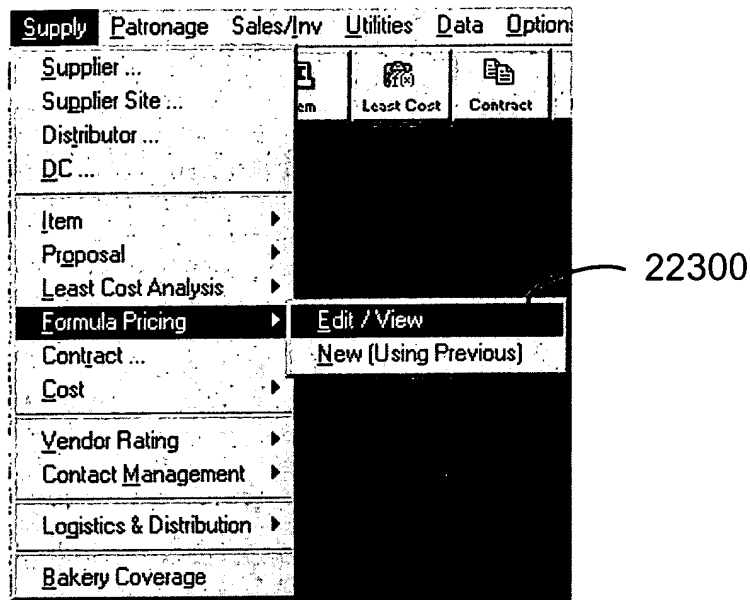 Supply Patronage Sales/Inv Utilities Data Option
Supplier ...
Supplier Site ...
Distributor ...
DC ...
em Least Cost Contract
Item
Proposal
Least Cost Analysis
Formula Pricing
Edit / View
New (Using Previous)
Contract ...
Cost
Vendor Rating
Contact Management
Logistics & Distribution
Bakery Coverage
22300